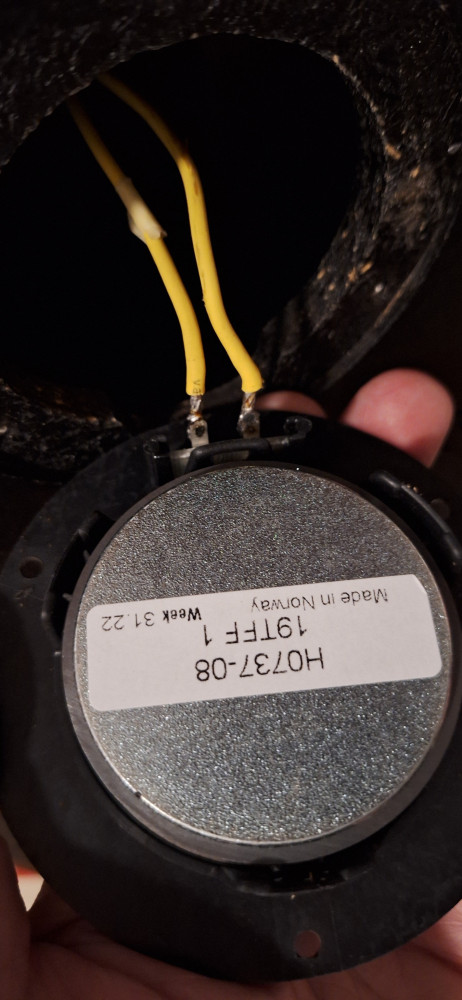 H0737-08
19TFF 1
Made in Norway Week 31.22